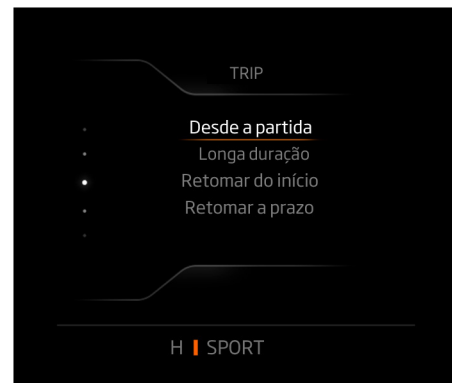 TRIP
Desde a partida
Longa duração
Retomar do início
Retomar a prazo
H SPORT